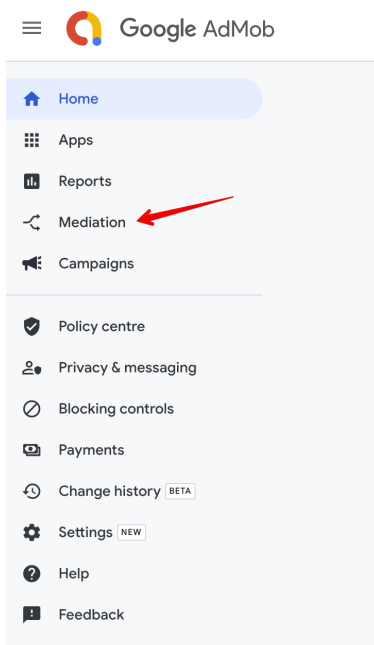 Google AdMob
Home
Apps
Reports
Mediation
Campaigns
Policy centre
Privacy & messaging
Blocking controls
Payments
Change history BETA
Settings NEW
Help
Feedback